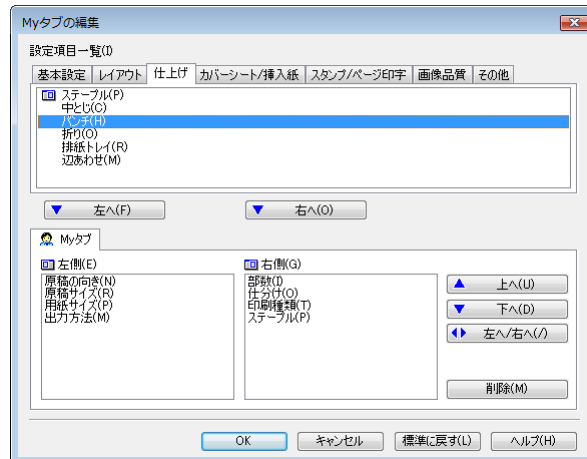 Myタブの編集
設定項目一覧(I)
基本設定 レイアウト 仕上げ カバーシート/挿入紙 スタンプ/ページ印字 画像品質 その他
ステープル(P)
中とじ(C)
パンチ(H)
折り(O)
排紙トレイ(R)
辺あわせ(M)
左へ(F) 右へ(O)
Myタブ
左側(E) 右側(G)
原稿の向き(N)
原稿サイズ(R)
用紙サイズ(P)
出力方法(M)
部数(I)
仕分け(O)
印刷種類(T)
ステープル(P)
上へ(U)
下へ(D)
左へ/右へ(/)
削除(M)
OK キャンセル 標準に戻す(L) ヘルプ(H)